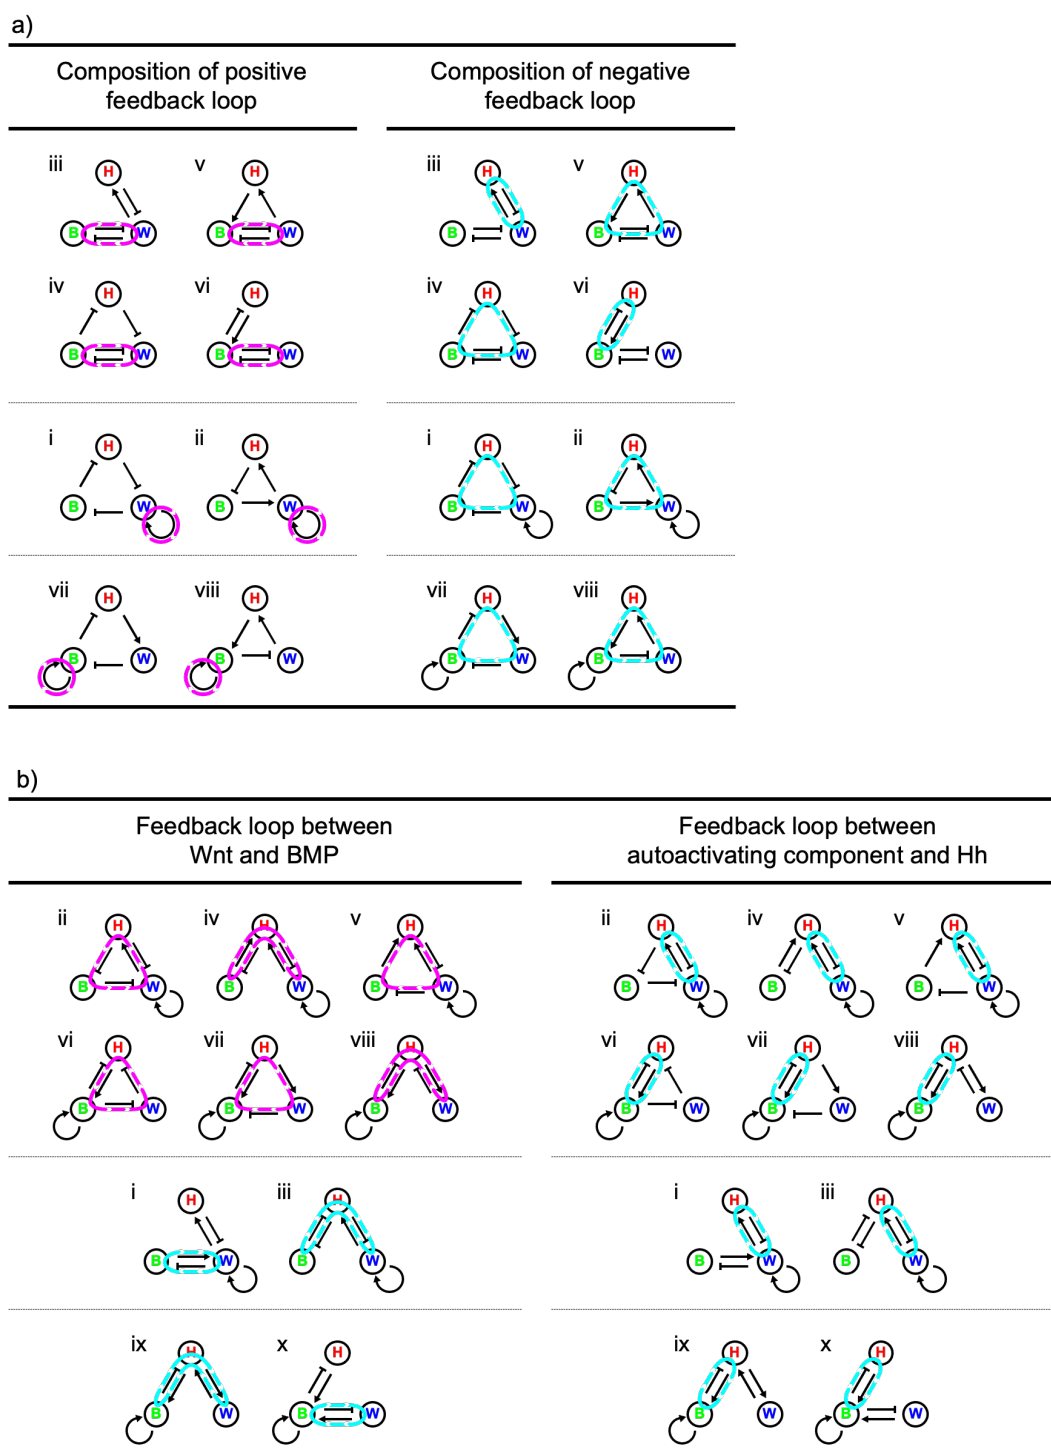 a)
Composition of positive
feedback loop
Composition of negative
feedback loop
iii v iii v
H H H H
B W B W B W B W
iv vi iv vi
H H H H
B W B W B W B W
i ii i ii
H H H H
B W B W B W B W
vii viii vii viii
H H H H
B W B W B W B W
b)
Feedback loop between
Wnt and BMP
Feedback loop between
autoactivating component and Hh
ii iv v ii iv v
H H H H H H
B W B W B W B W B W B W
vi vii viii vi vii viii
H H H H H H
B W B W B W B W B W B W
i iii i iii
H H H H
B W B W B W B W
ix x ix x
H H H H
B W B W B W B W